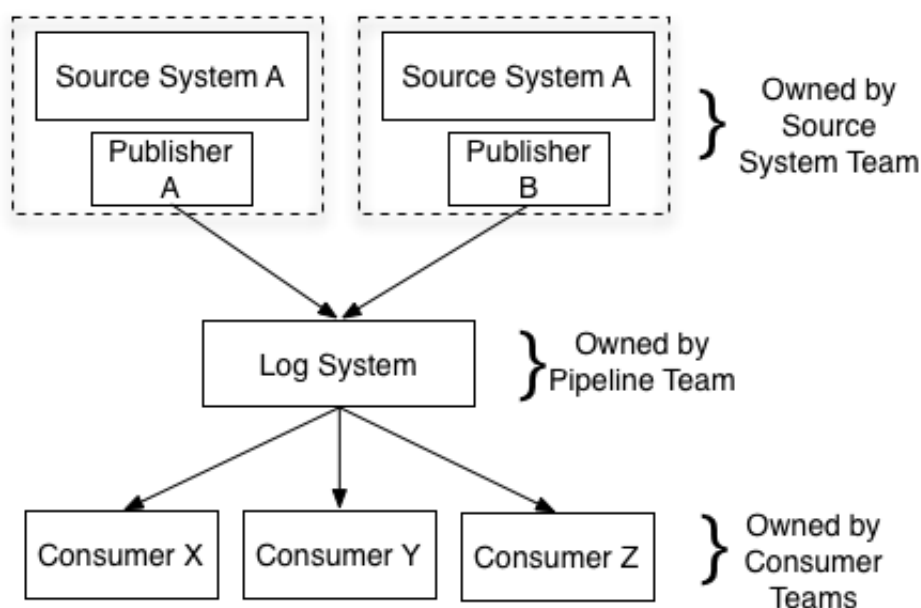 Source System A
Source System A
Publisher
A
Publisher
B
Owned by
Source
System Team
Log System
Owned by
Pipeline Team
Consumer X
Consumer Y
Consumer Z
Owned by
Consumer
Teams